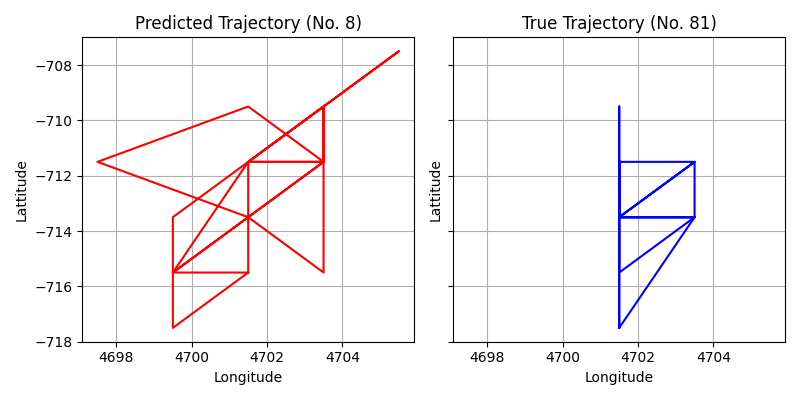 Predicted Trajectory (No. 8)
True Trajectory (No. 81)
−708
−710
−712
−714
−716
−718
Lattitude
Lattitude
4698
4700
4702
4704
4698
4700
4702
4704
Longitude
Longitude